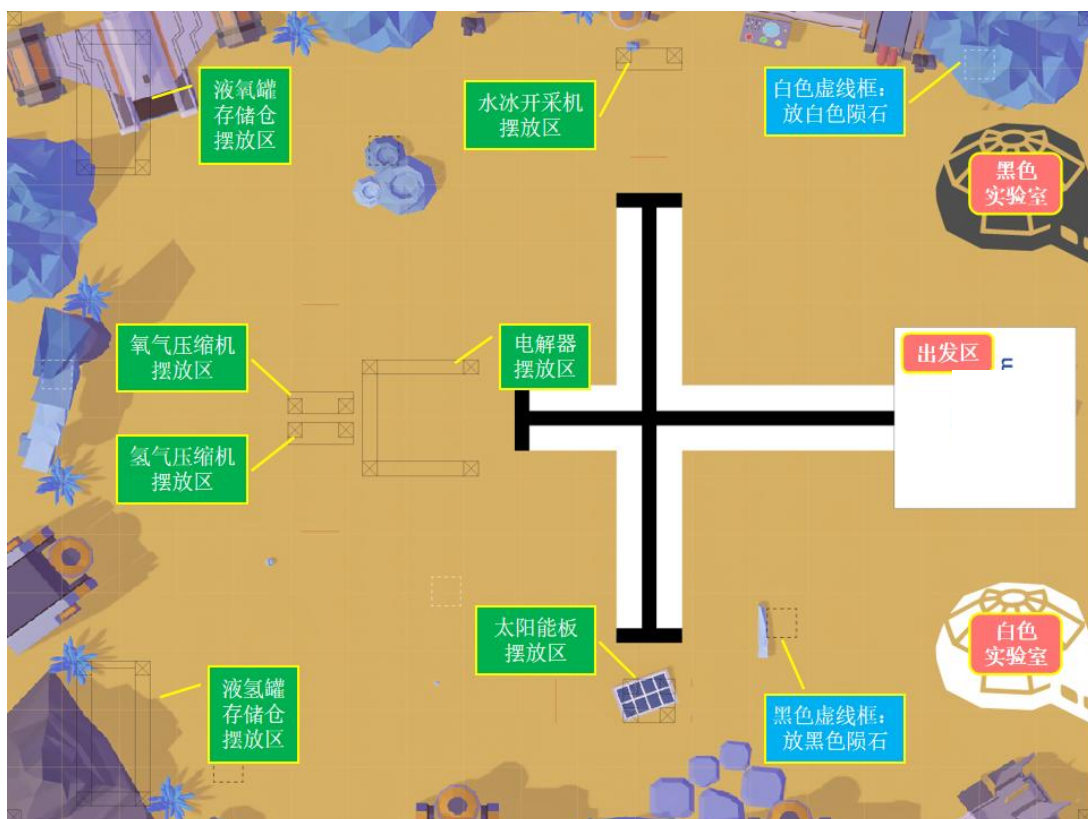 液氧罐
存储仓
摆放区
水冰开采机
摆放区
白色虚线框：
放白色陨石
黑色
实验室
氧气压缩机
摆放区
电解器
摆放区
出发区
氢气压缩机
摆放区
太阳能板
摆放区
白色
实验室
液氢罐
存储仓
摆放区
黑色虚线框：
放黑色陨石